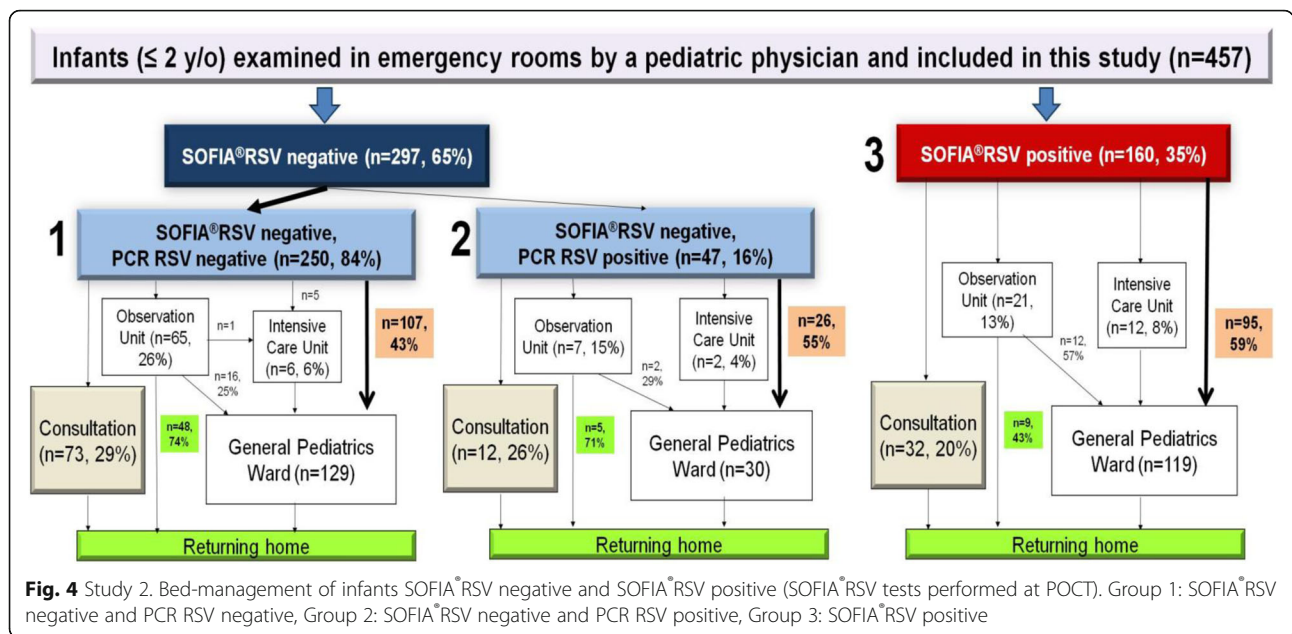 Infants (≤ 2 y/o) examined in emergency rooms by a pediatric physician and included in this study (n=457)
SOFIA®RSV negative (n=297, 65%)
3
SOFIA®RSV positive (n=160, 35%)
1
SOFIA®RSV negative,
PCR RSV negative (n=250, 84%)
2
SOFIA®RSV negative,
PCR RSV positive (n=47, 16%)
Observation
Unit (n=65,
26%)
n=1
n=5
Intensive
Care Unit
(n=6, 6%)
n=107,
43%
n=16,
25%
Consultation
(n=73, 29%)
n=48,
74%
General Pediatrics
Ward (n=129)
Returning home
Observation
Unit (n=7, 15%)
Intensive
Care Unit
(n=2, 4%)
n=26,
55%
n=2,
29%
Consultation
(n=12, 26%)
n=5,
71%
General Pediatrics
Ward (n=30)
Returning home
Observation
Unit (n=21,
13%)
Intensive
Care Unit
(n=12, 8%)
n=95,
59%
n=12,
57%
Consultation
(n=32, 20%)
n=9,
43%
General Pediatrics
Ward (n=119)
Returning home
Fig. 4 Study 2. Bed-management of infants SOFIA®RSV negative and SOFIA®RSV positive (SOFIA®RSV tests performed at POCT). Group 1: SOFIA®RSV
negative and PCR RSV negative, Group 2: SOFIA®RSV negative and PCR RSV positive, Group 3: SOFIA®RSV positive